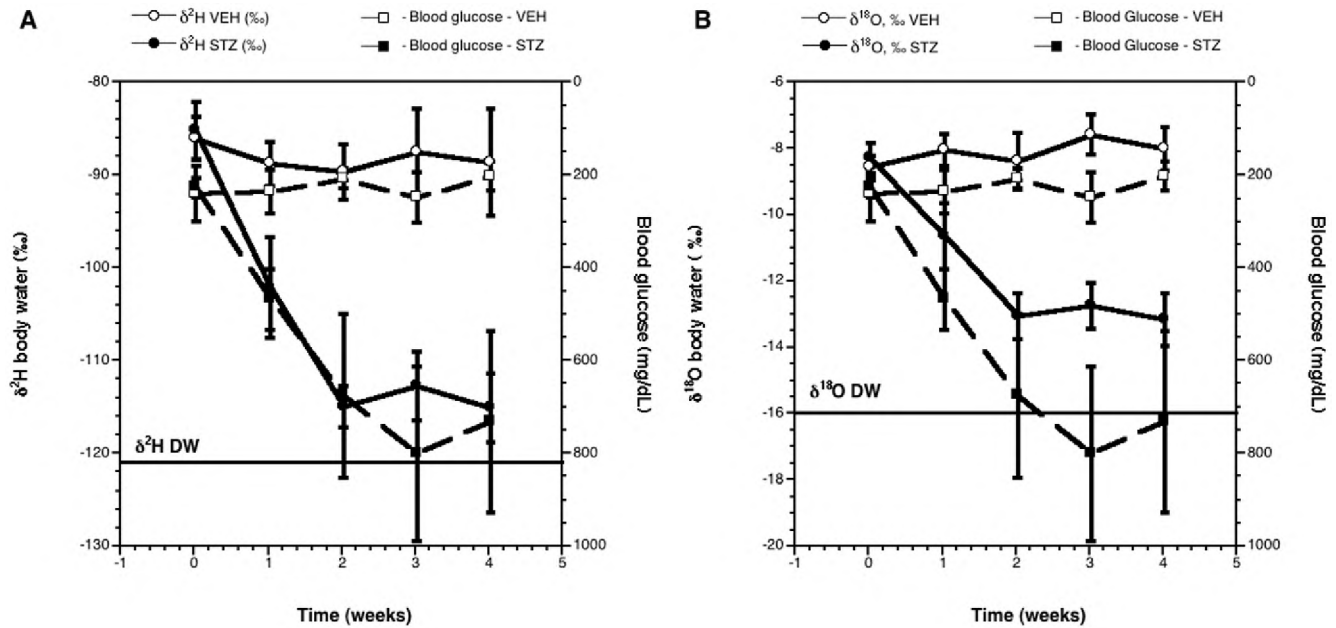 A
δ²H VEH (‰)
δ²H STZ (‰)
- Blood glucose - VEH
- Blood glucose - STZ
-80
-90
-100
-110
-120
-130
δ²H body water (‰)
0
200
400
600
800
1000
Blood glucose (mg/dL)
δ²H DW
-1
0
1
2
3
4
5
Time (weeks)
B
δ¹⁸O, ‰ VEH
δ¹⁸O, ‰ STZ
- Blood Glucose - VEH
- Blood Glucose - STZ
-6
-8
-10
-12
-14
-16
-18
-20
δ¹⁸O body water ( ‰)
0
200
400
600
800
1000
Blood glucose (mg/dL)
δ¹⁸O DW
-1
0
1
2
3
4
5
Time (weeks)